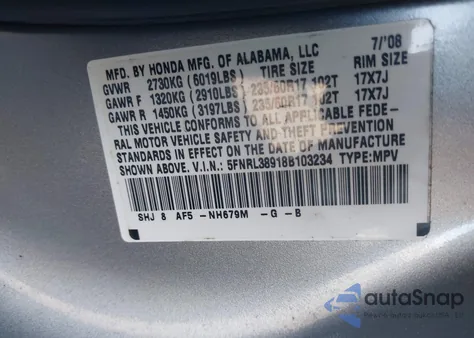 MFD. BY HONDA MFG. OF ALABAMA, LLC 7/'08
GVWR 2730KG (6019LBS) TIRE SIZE RIM SIZE
GAWR F 1320KG (2910LBS) 235/60R17 102T 17X7J
GAWR R 1450KG (3197LBS) 235/60R17 102T 17X7J
THIS VEHICLE CONFORMS TO ALL APPLICABLE FEDE-
RAL MOTOR VEHICLE SAFETY AND THEFT PREVENTION
STANDARDS IN EFFECT ON THE DATE OF MANUFACTURE
SHOWN ABOVE. V.I.N.: 5FNRL38918B103234 TYPE:MPV
SHJ 8 AF5 -NH679M -G -B
autoSnap